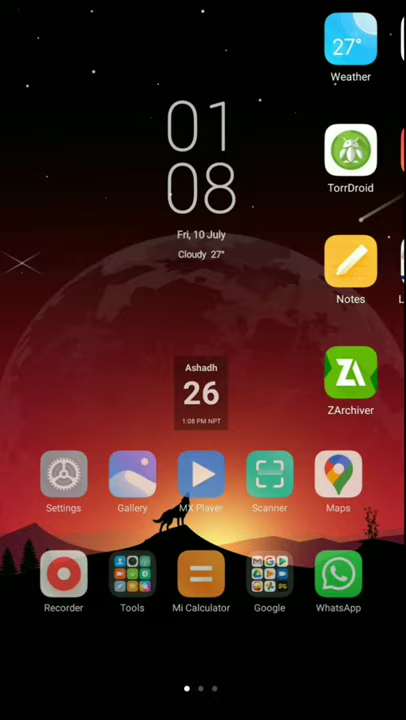 27°
Weather
01
08
TorrDroid
Fri, 10 July
Cloudy 27°
Notes
ZA
ZArchiver
Ashadh
26
1:08 PM NPT
Settings
Gallery
MX Player
Scanner
Maps
Recorder
Tools
Mi Calculator
Google
WhatsApp